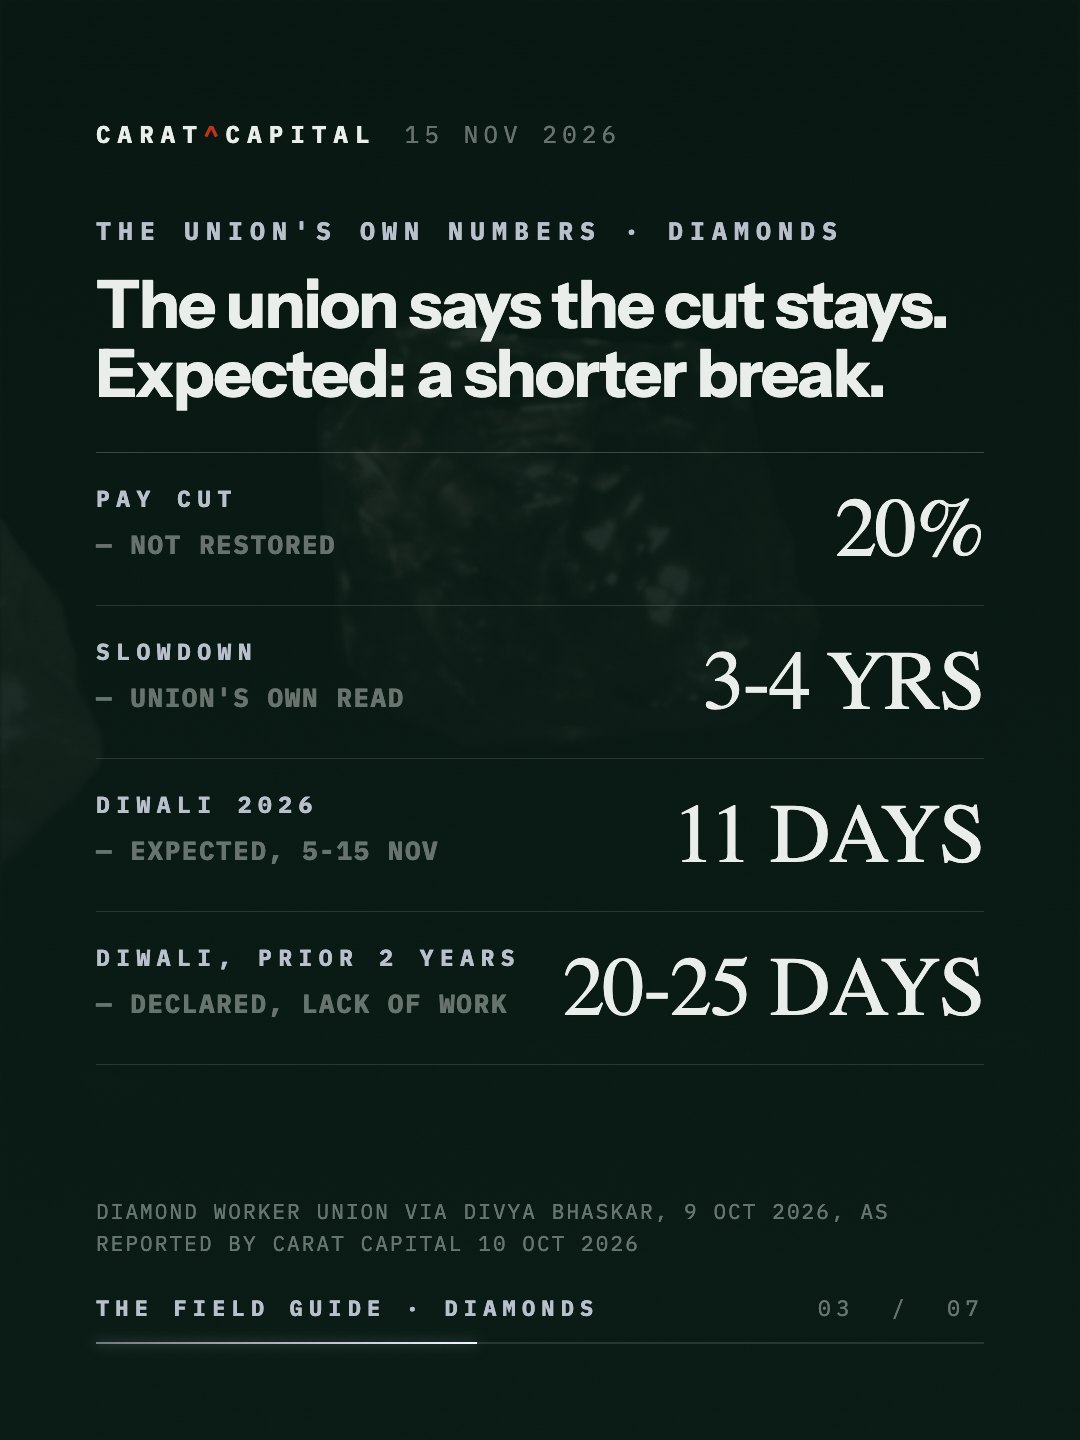 CARAT^CAPITAL 15 NOV 2026
THE UNION'S OWN NUMBERS · DIAMONDS
The union says the cut stays.
Expected: a shorter break.
PAY CUT
— NOT RESTORED
20%
SLOWDOWN
— UNION'S OWN READ
3-4 YRS
DIWALI 2026
— EXPECTED, 5-15 NOV
11 DAYS
DIWALI, PRIOR 2 YEARS
— DECLARED, LACK OF WORK
20-25 DAYS
DIAMOND WORKER UNION VIA DIVYA BHASKAR, 9 OCT 2026, AS
REPORTED BY CARAT CAPITAL 10 OCT 2026
THE FIELD GUIDE · DIAMONDS
03 / 07